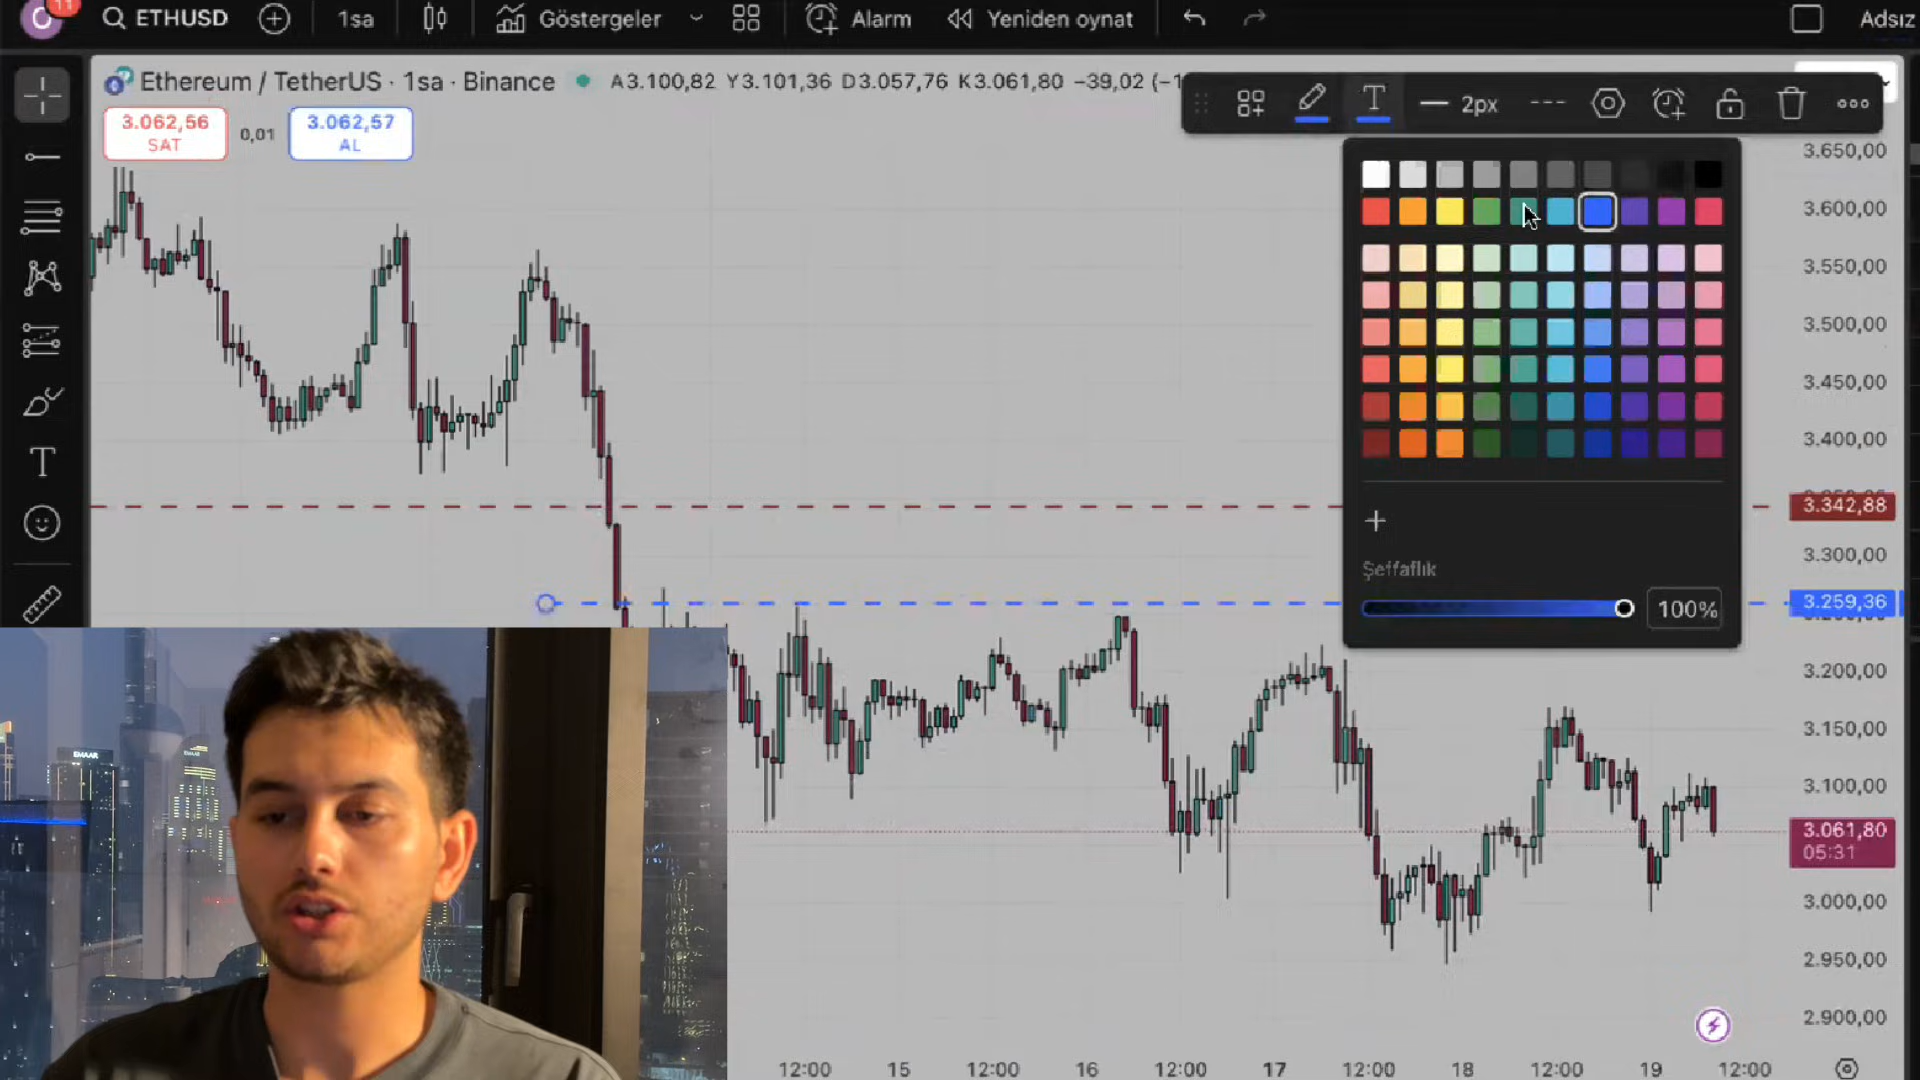 11
ETHUSD
1sa
Göstergeler
Alarm
Yeniden oynat
Adsız
Ethereum / TetherUS · 1sa · Binance
A3.100,82 Y3.101,36 D3.057,76 K3.061,80 −39,02 (−1
3.062,56
SAT
0,01
3.062,57
AL
T
2px
3.650,00
3.600,00
3.550,00
3.500,00
3.450,00
3.400,00
3.342,88
3.300,00
3.259,36
Şeffaflık
100%
3.200,00
3.150,00
3.100,00
3.061,80
05:31
3.000,00
2.950,00
2.900,00
EMAAR
12:00
15
12:00
16
12:00
17
12:00
18
12:00
19
12:00